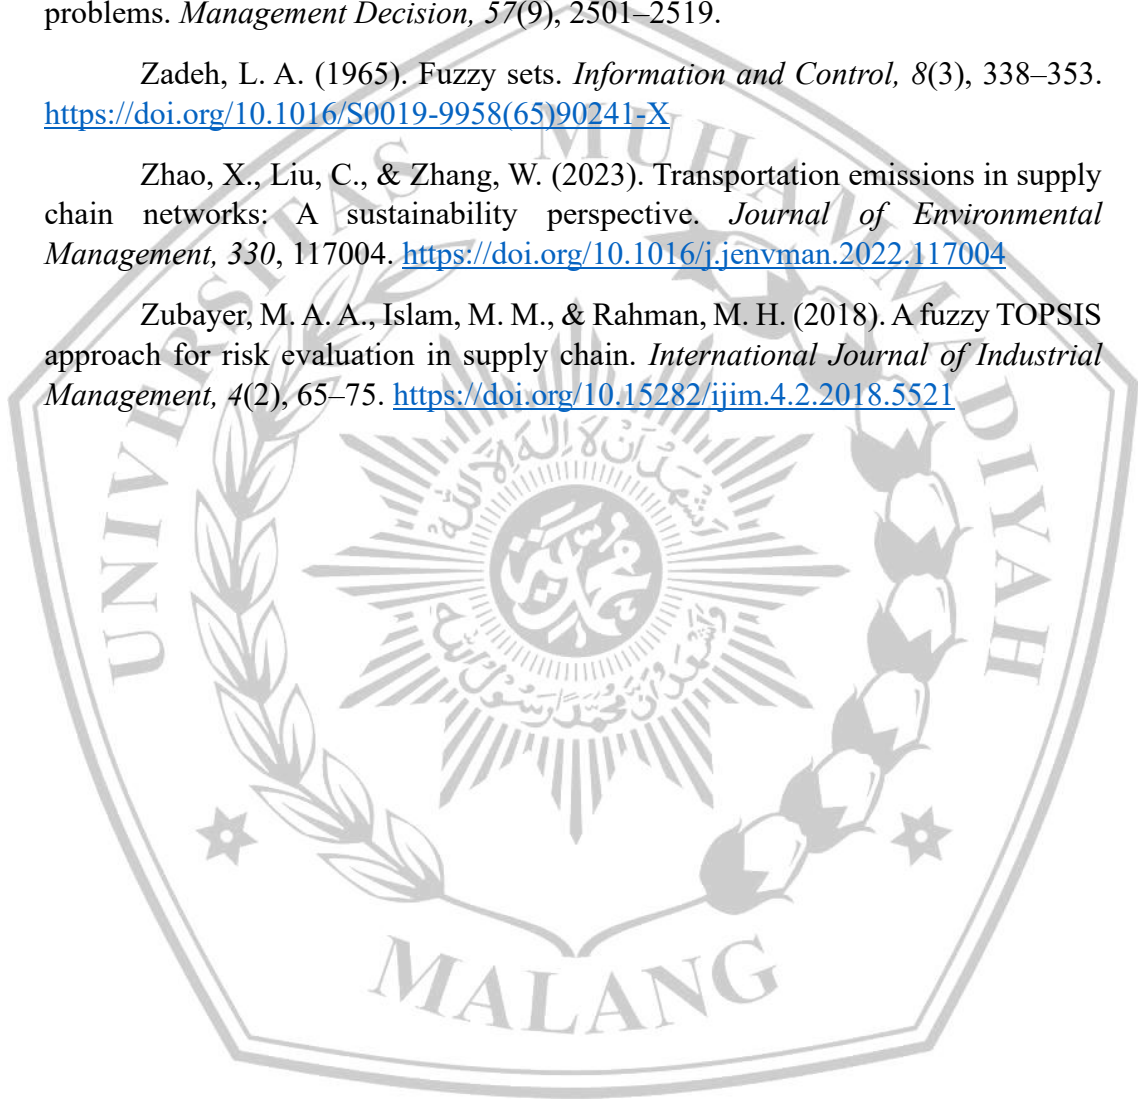 problems. Management Decision, 57(9), 2501–2519.
Zadeh, L. A. (1965). Fuzzy sets. Information and Control, 8(3), 338–353.
https://doi.org/10.1016/S0019-9958(65)90241-X
Zhao, X., Liu, C., & Zhang, W. (2023). Transportation emissions in supply
chain networks: A sustainability perspective. Journal of Environmental
Management, 330, 117004. https://doi.org/10.1016/j.jenvman.2022.117004
Zubayer, M. A. A., Islam, M. M., & Rahman, M. H. (2018). A fuzzy TOPSIS
approach for risk evaluation in supply chain. International Journal of Industrial
Management, 4(2), 65–75. https://doi.org/10.15282/ijim.4.2.2018.5521
UNIVERSITAS MUHAMMADIYAH
MALANG